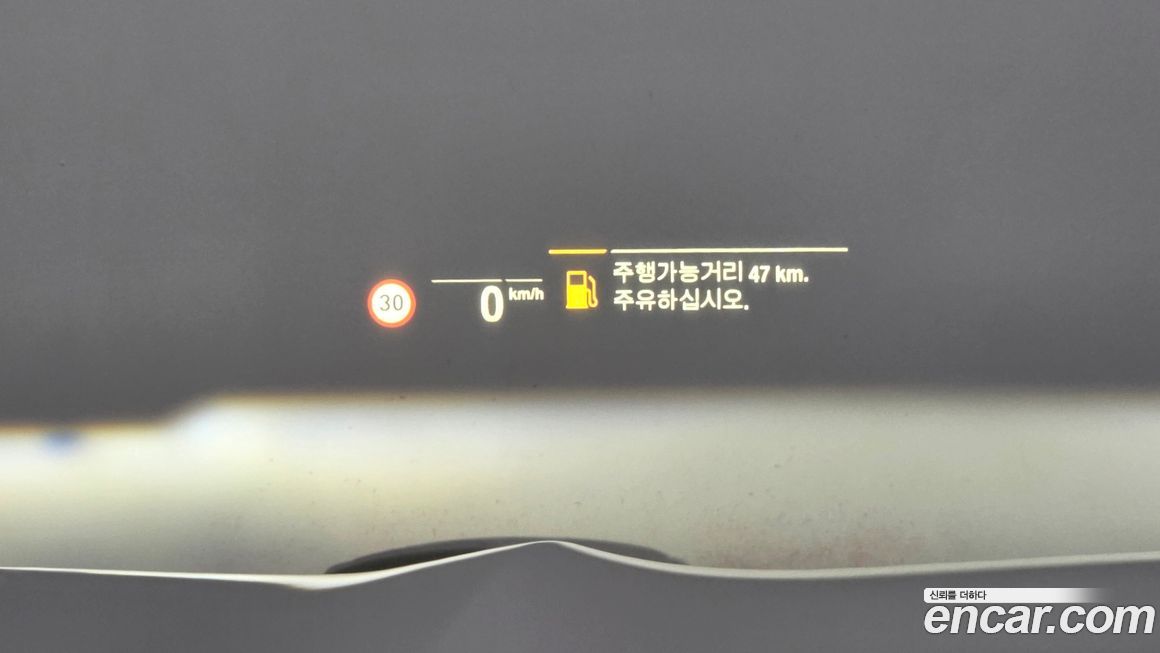 30
0 km/h
주행가능거리 47 km.
주유하십시오.
신뢰를 더하다
encar.com